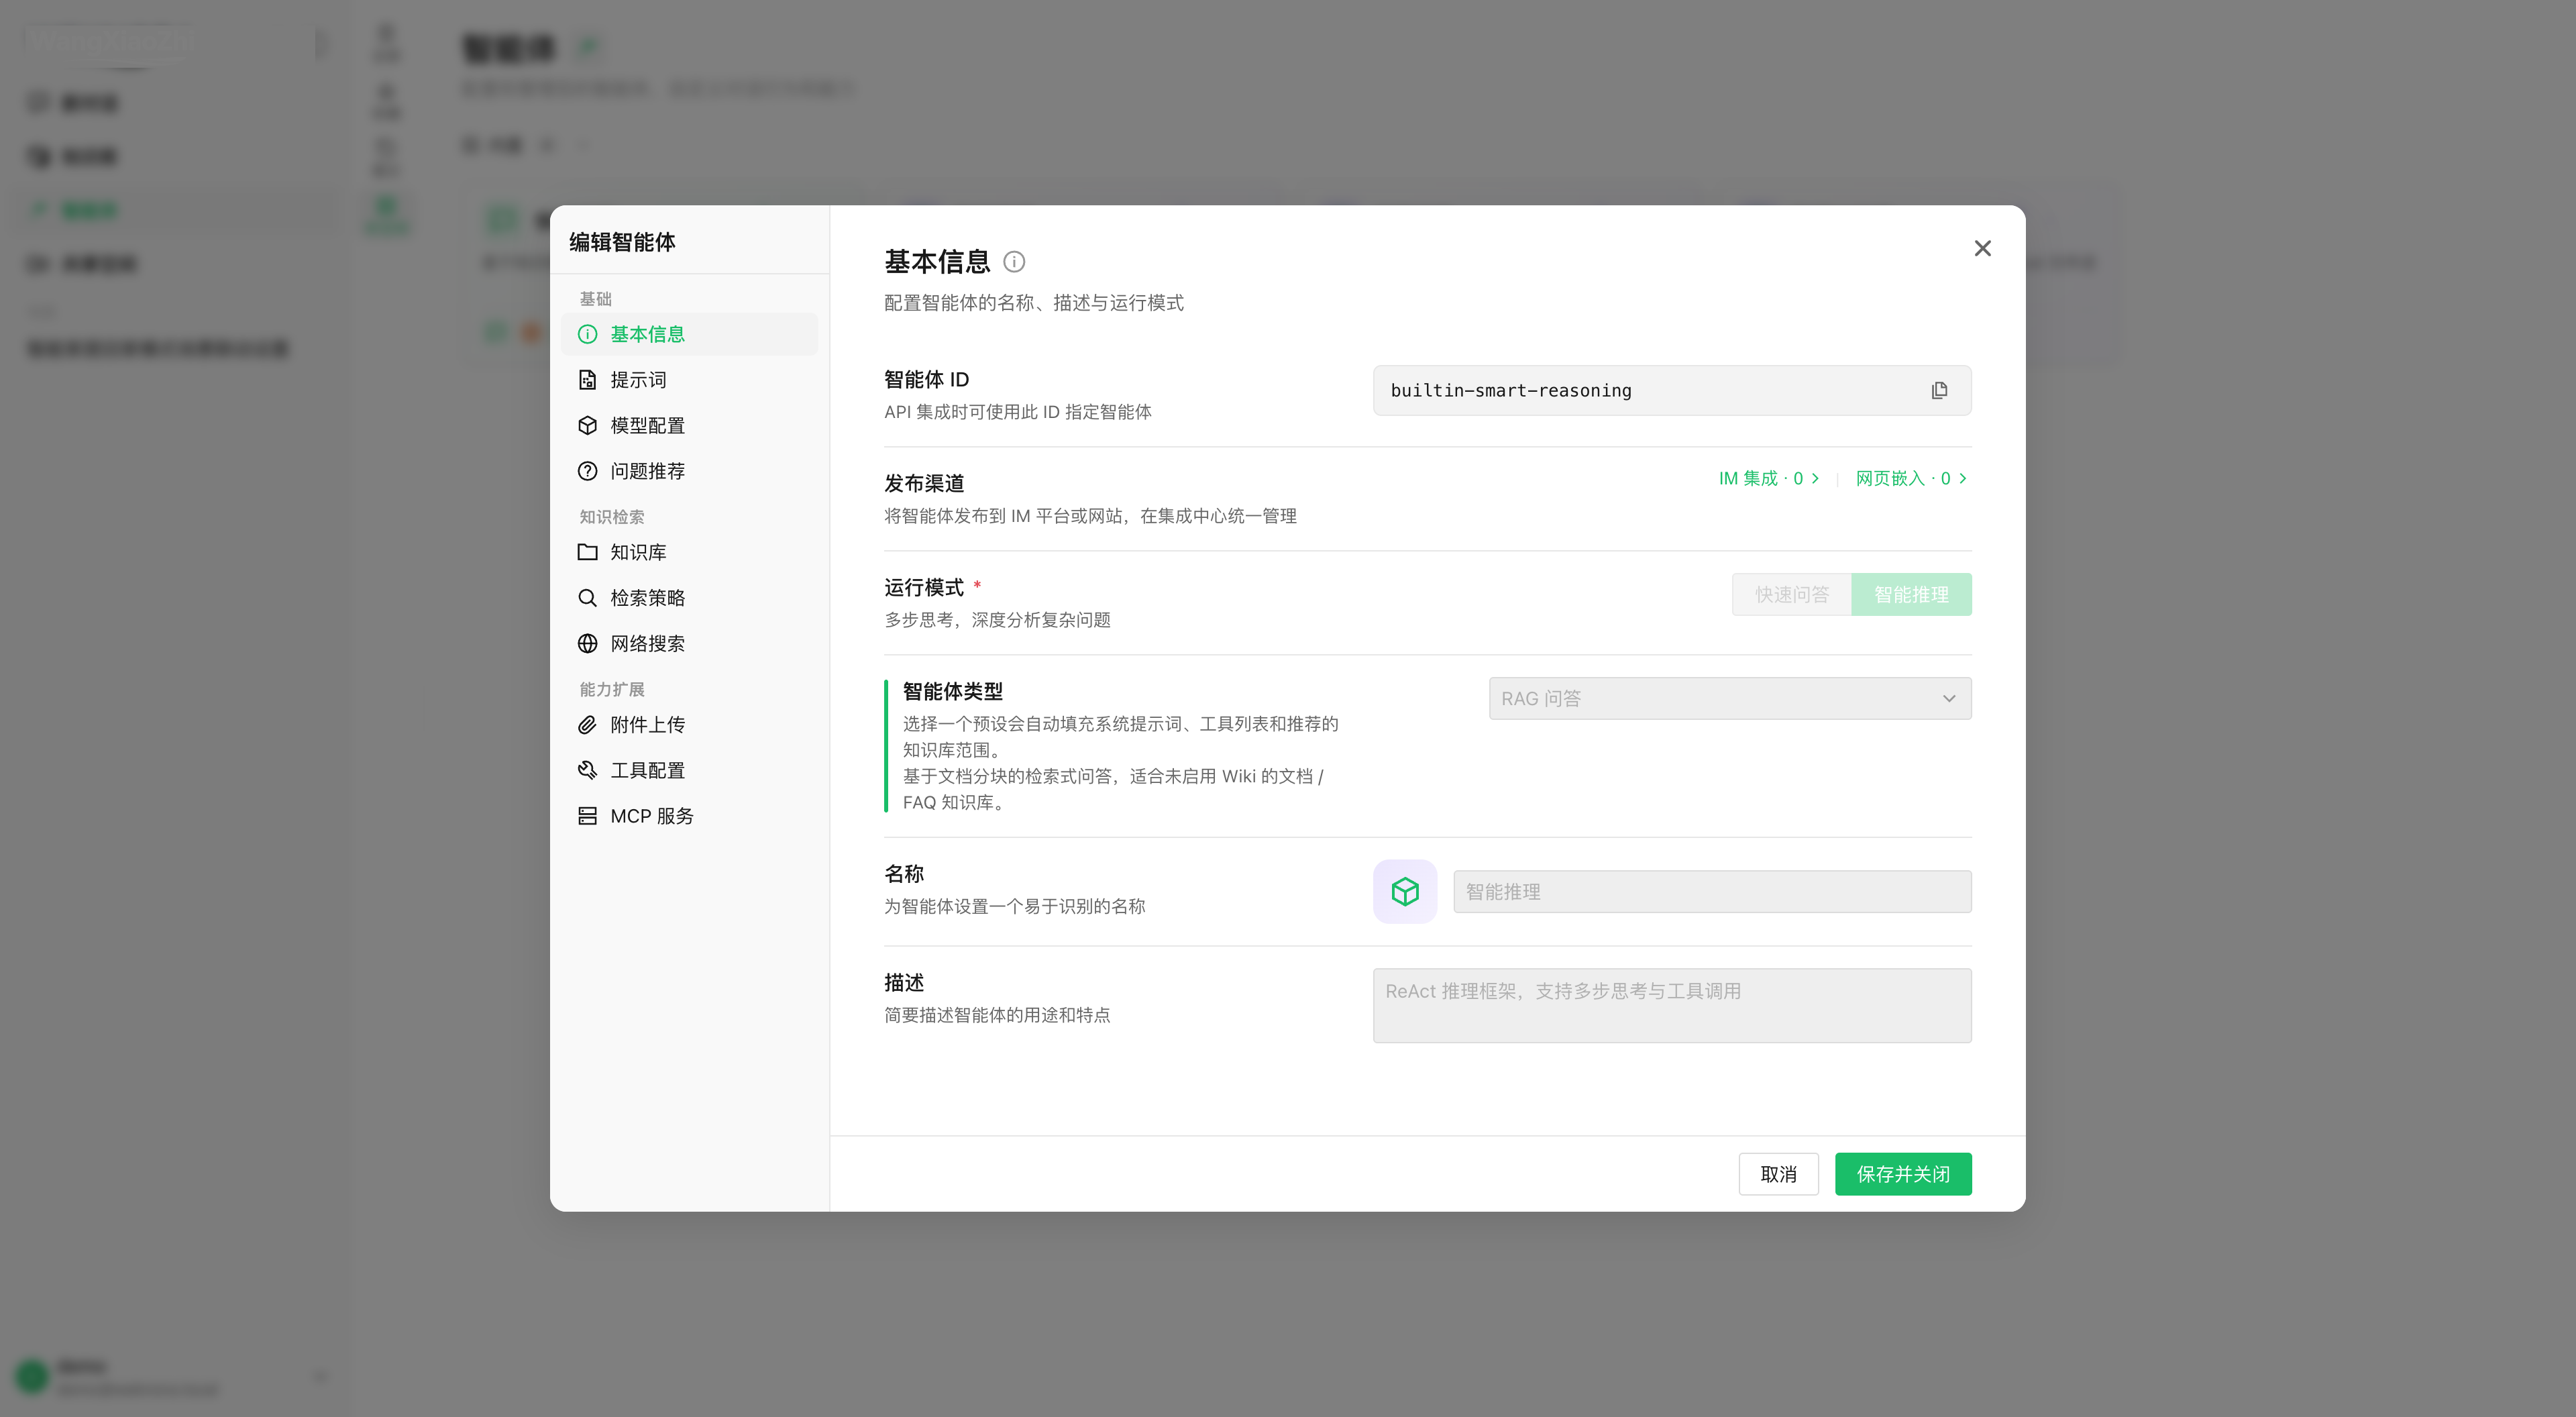 编辑智能体
基础
基本信息
提示词
模型配置
问题推荐
知识检索
知识库
检索策略
网络搜索
能力扩展
附件上传
工具配置
MCP 服务
基本信息
配置智能体的名称、描述与运行模式
智能体 ID
API 集成时可使用此 ID 指定智能体
builtin-smart-reasoning
发布渠道
将智能体发布到 IM 平台或网站，在集成中心统一管理
IM 集成 · 0
网页嵌入 · 0
运行模式 *
多步思考，深度分析复杂问题
快速问答
智能推理
智能体类型
选择一个预设会自动填充系统提示词、工具列表和推荐的
知识库范围。
基于文档分块的检索式问答，适合未启用 Wiki 的文档 /
FAQ 知识库。
RAG 问答
名称
为智能体设置一个易于识别的名称
智能推理
描述
简要描述智能体的用途和特点
ReAct 推理框架，支持多步思考与工具调用
取消
保存并关闭